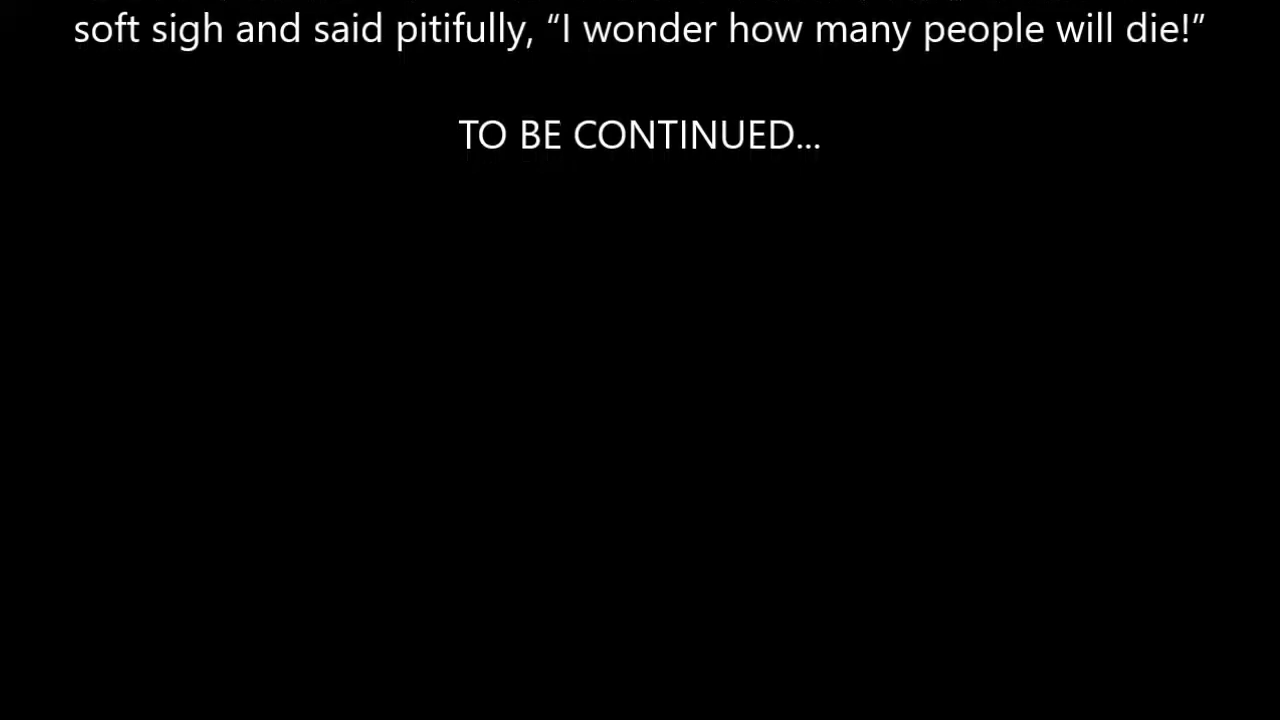 soft sigh and said pitifully, “I wonder how many people will die!”
TO BE CONTINUED...